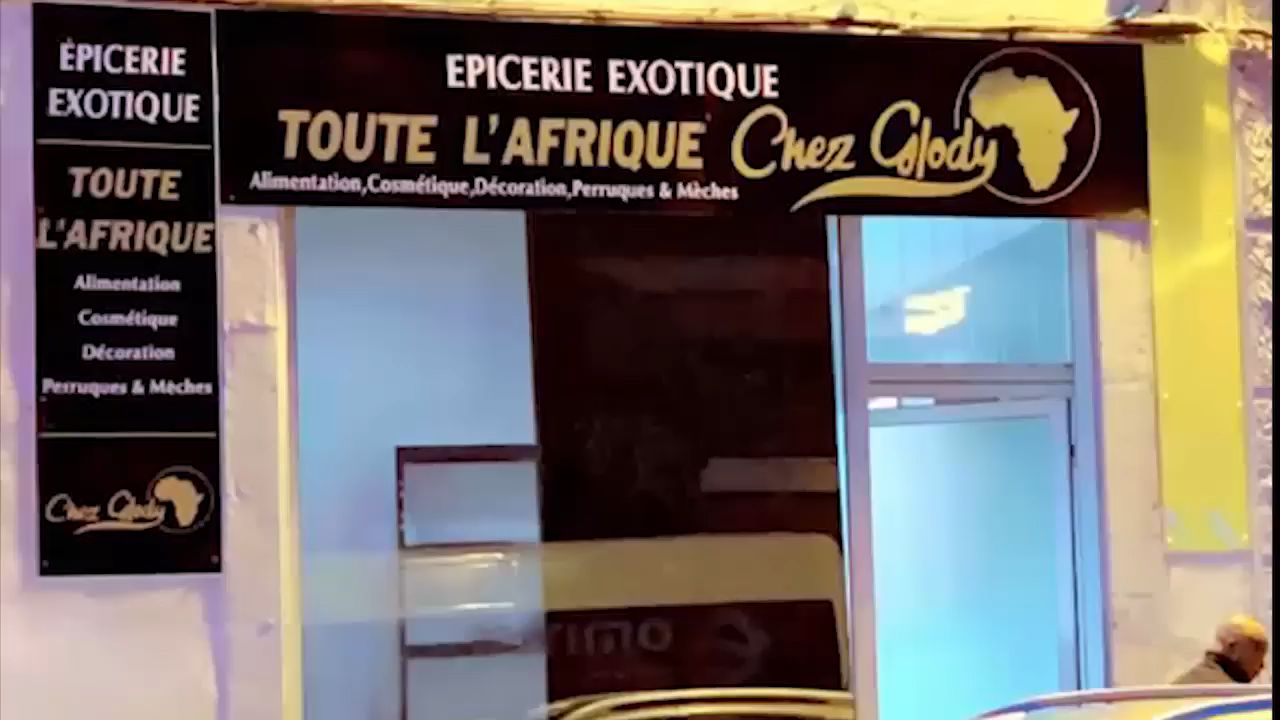 ÉPICERIE
EXOTIQUE
TOUTE
L'AFRIQUE
Alimentation
Cosmétique
Décoration
Perruques & Mèches
Chez Glody
EPICERIE EXOTIQUE
TOUTE L'AFRIQUE Chez Glody
Alimentation,Cosmétique,Décoration,Perruques & Mèches